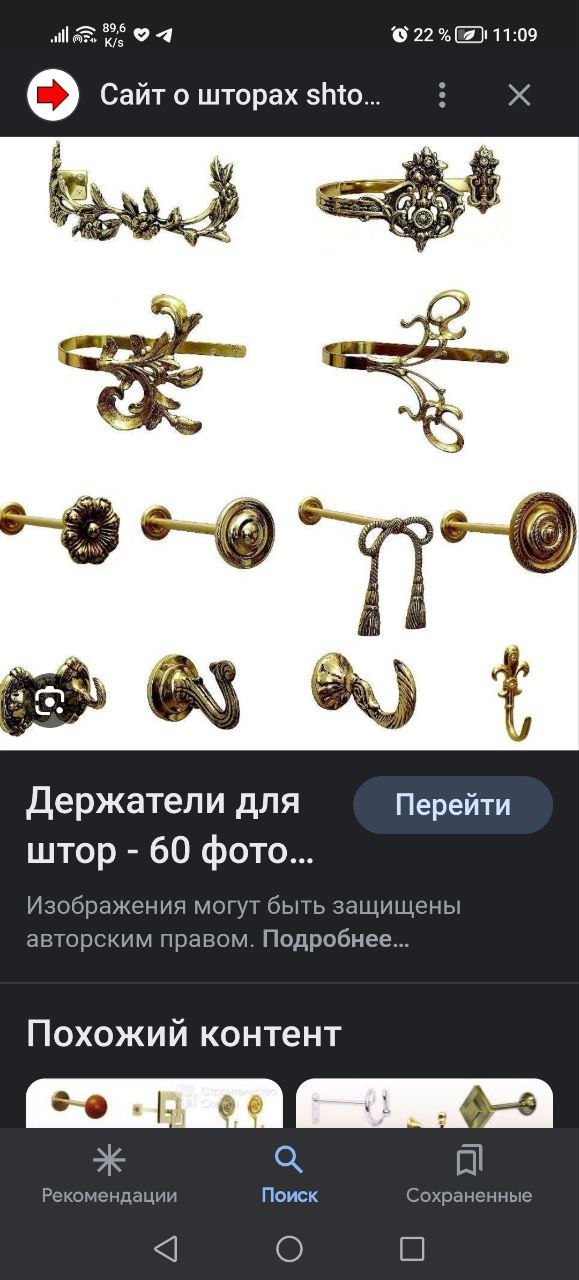 89,6
K/s
22 %
11:09
Сайт о шторах shto...
Держатели для
штор - 60 фото...
Перейти
Изображения могут быть защищены
авторским правом. Подробнее...
Похожий контент
Строительство
Рекомендации
Поиск
Сохраненные